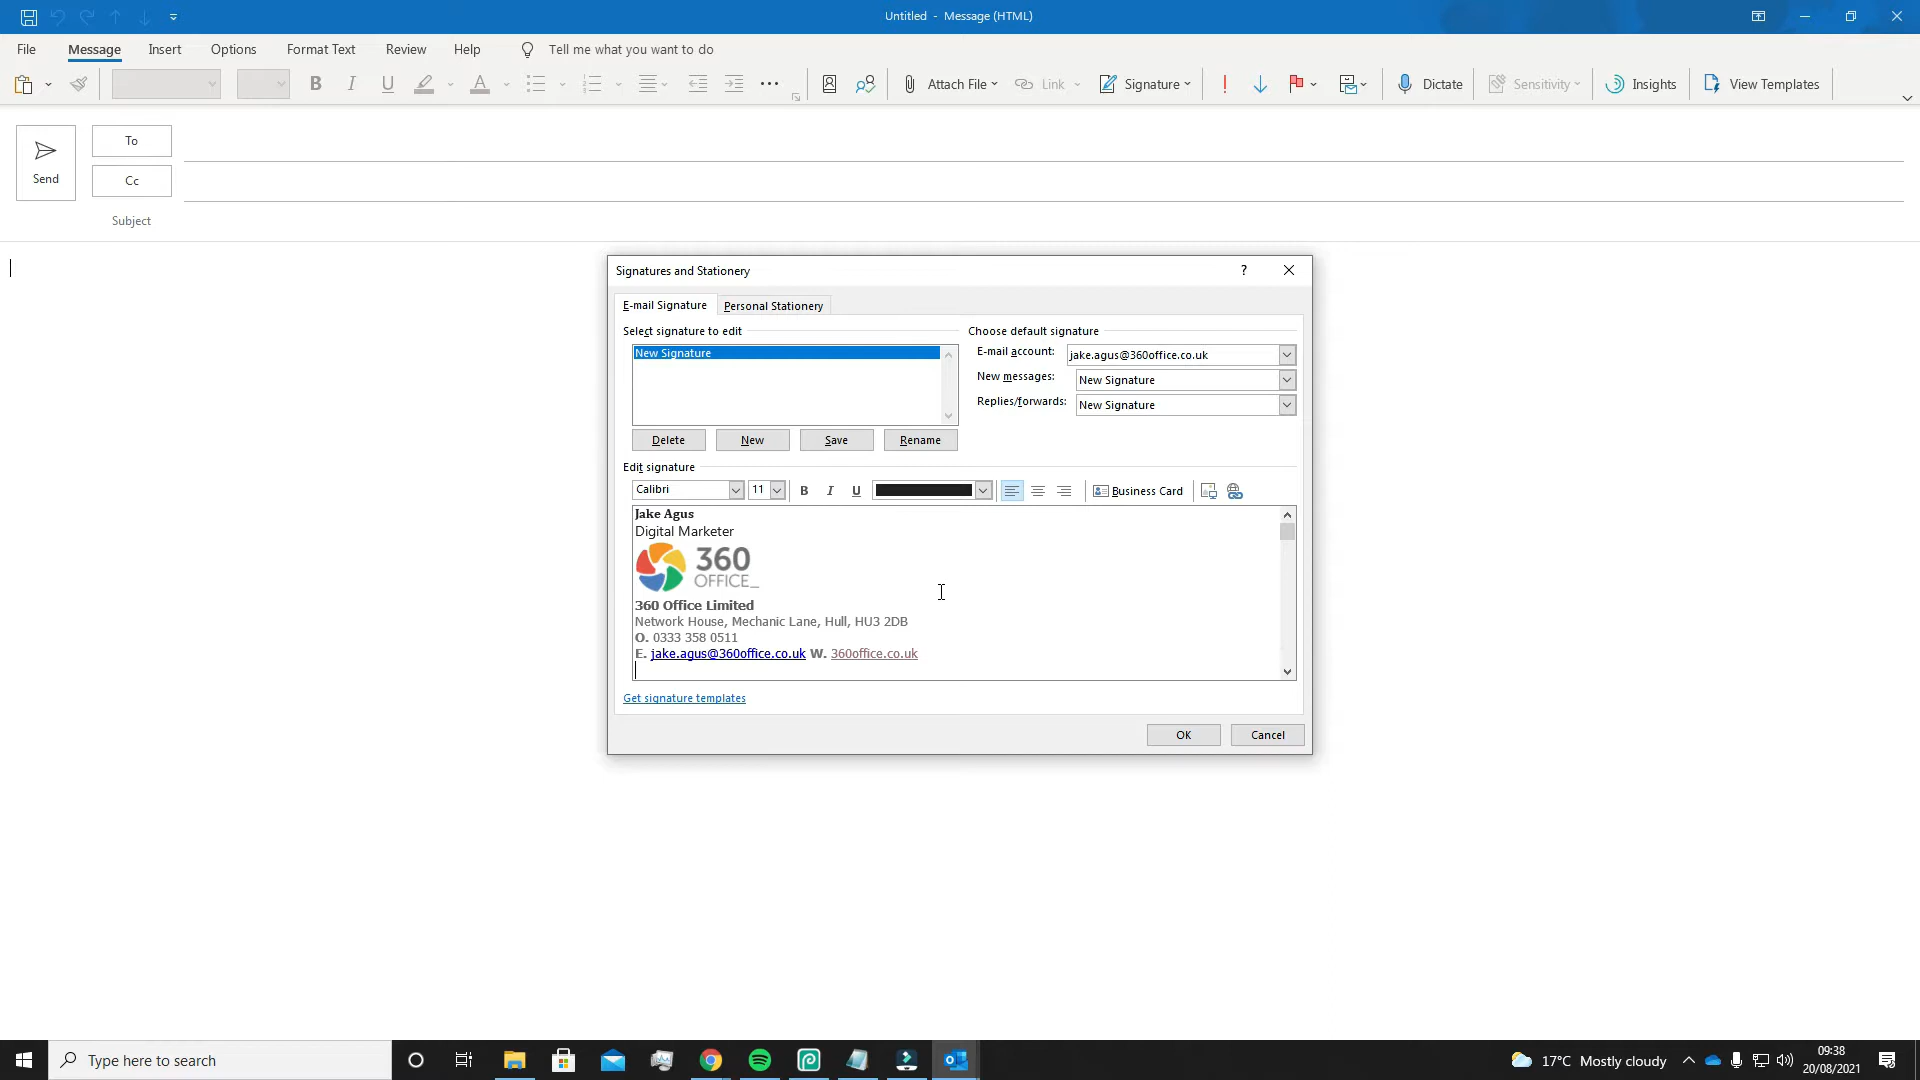 Untitled - Message (HTML)
File Message Insert Options Format Text Review Help Tell me what you want to do
B I U A Attach File Link Signature Dictate Sensitivity Insights View Templates
Send
To
Cc
Subject
Signatures and Stationery ?
E-mail Signature Personal Stationery
Select signature to edit
New Signature
Delete New Save Rename
Choose default signature
E-mail account: jake.agus@360office.co.uk
New messages: New Signature
Replies/forwards: New Signature
Edit signature
Calibri 11 B I U Business Card
Jake Agus
Digital Marketer
360
OFFICE_
360 Office Limited
Network House, Mechanic Lane, Hull, HU3 2DB
O. 0333 358 0511
E. jake.agus@360office.co.uk W. 360office.co.uk
Get signature templates
OK Cancel
Type here to search
17°C Mostly cloudy
09:38
20/08/2021